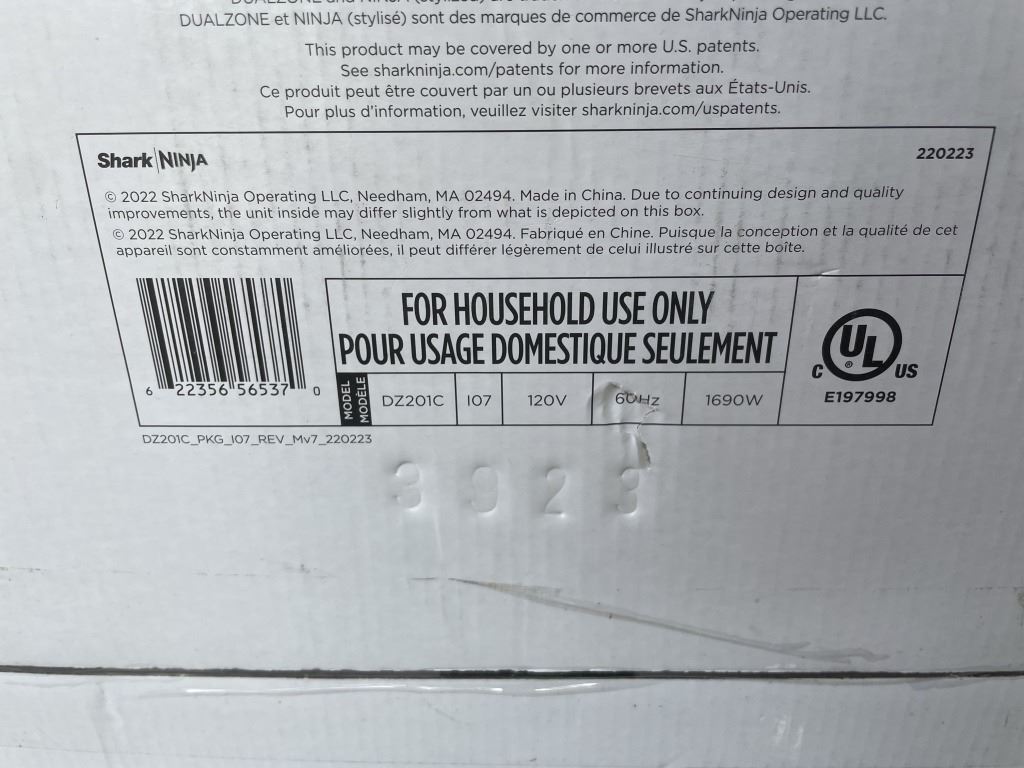 DUALZONE et NINJA (stylisé) sont des marques de commerce de SharkNinja Operating LLC.
This product may be covered by one or more U.S. patents.
See sharkninja.com/patents for more information.
Ce produit peut être couvert par un ou plusieurs brevets aux États-Unis.
Pour plus d'information, veuillez visiter sharkninja.com/uspatents.
Shark NINJA
220223
© 2022 SharkNinja Operating LLC, Needham, MA 02494. Made in China. Due to continuing design and quality
improvements, the unit inside may differ slightly from what is depicted on this box.
© 2022 SharkNinja Operating LLC, Needham, MA 02494. Fabriqué en Chine. Puisque la conception et la qualité de cet
appareil sont constamment améliorées, il peut différer légèrement de celui illustré sur cette boîte.
6 22356 56537 0
FOR HOUSEHOLD USE ONLY
POUR USAGE DOMESTIQUE SEULEMENT
MODEL
MODÈLE
DZ201C 107 120V 60Hz 1690W
C UL ® US
E197998
DZ201C_PKG_107_REV_Mv7_220223
3923